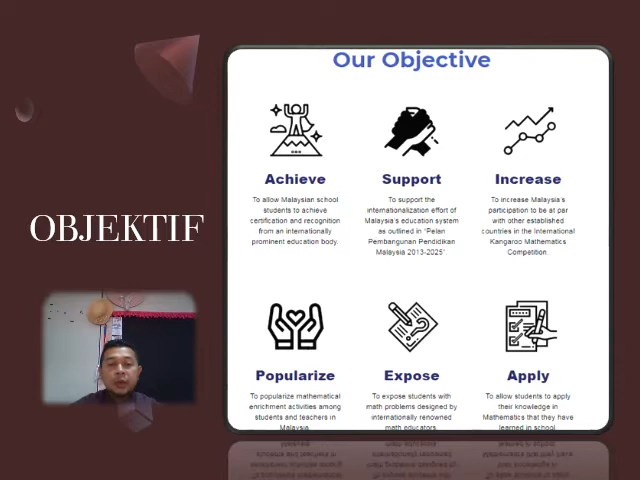 Our Objective
Achieve
To allow Malaysian school
students to achieve
certification and recognition
from an internationally
prominent education body.
Support
To support the
internationalization effort of
Malaysia's education system
as outlined in "Pelan
Pembangunan Pendidikan
Malaysia 2013-2025"
Increase
To increase Malaysia's
participation to be at par
with other established
countries in the International
Kangaroo Mathematics
Competition.
OBJEKTIF
Popularize
To popularize mathematical
enrichment activities among
students and teachers in
Malaysia
Expose
To expose students with
math problems designed by
internationally renowned
math educators
Apply
To allow students to apply
their knowledge in
Mathematics that they have
learned in school